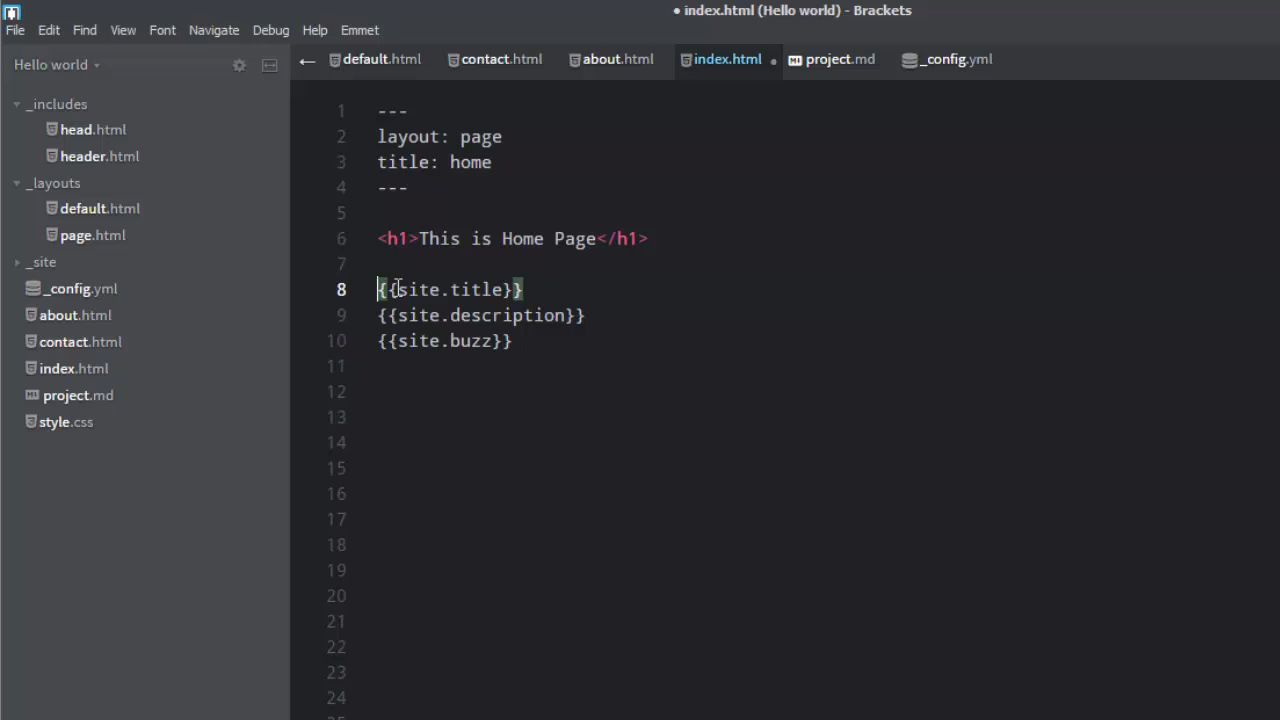 • index.html (Hello world) - Brackets
File Edit Find View Font Navigate Debug Help Emmet
Hello world
_includes
head.html
header.html
_layouts
default.html
page.html
_site
_config.yml
about.html
contact.html
index.html
project.md
style.css
← default.html contact.html about.html index.html • project.md _config.yml
1 ---
2 layout: page
3 title: home
4 ---
5
6 <h1>This is Home Page</h1>
7
8 {{site.title}}
9 {{site.description}}
10 {{site.buzz}}
11
12
13
14
15
16
17
18
19
20
21
22
23
24